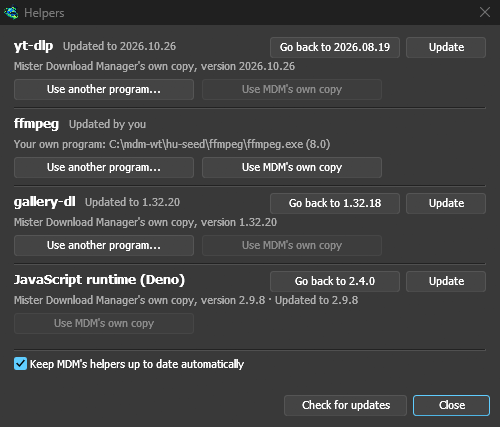 Helpers
yt-dlp Updated to 2026.10.26 Go back to 2026.08.19 Update
Mister Download Manager's own copy, version 2026.10.26
Use another program... Use MDM's own copy
ffmpeg Updated by you
Your own program: C:\mdm-wt\hu-seed\ffmpeg\ffmpeg.exe (8.0)
Use another program... Use MDM's own copy
gallery-dl Updated to 1.32.20 Go back to 1.32.18 Update
Mister Download Manager's own copy, version 1.32.20
Use another program... Use MDM's own copy
JavaScript runtime (Deno) Go back to 2.4.0 Update
Mister Download Manager's own copy, version 2.9.8 · Updated to 2.9.8
Use MDM's own copy
Keep MDM's helpers up to date automatically
Check for updates Close